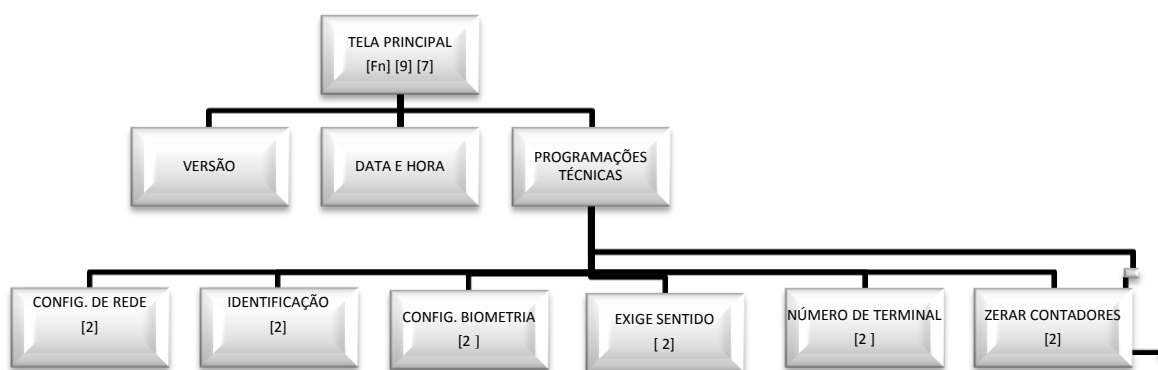 TELA PRINCIPAL
[Fn] [9] [7]
VERSÃO
DATA E HORA
PROGRAMAÇÕES
TÉCNICAS
CONFIG. DE REDE
[2]
IDENTIFICAÇÃO
[2]
CONFIG. BIOMETRIA
[2 ]
EXIGE SENTIDO
[ 2]
NÚMERO DE TERMINAL
[2 ]
ZERAR CONTADORES
[2]